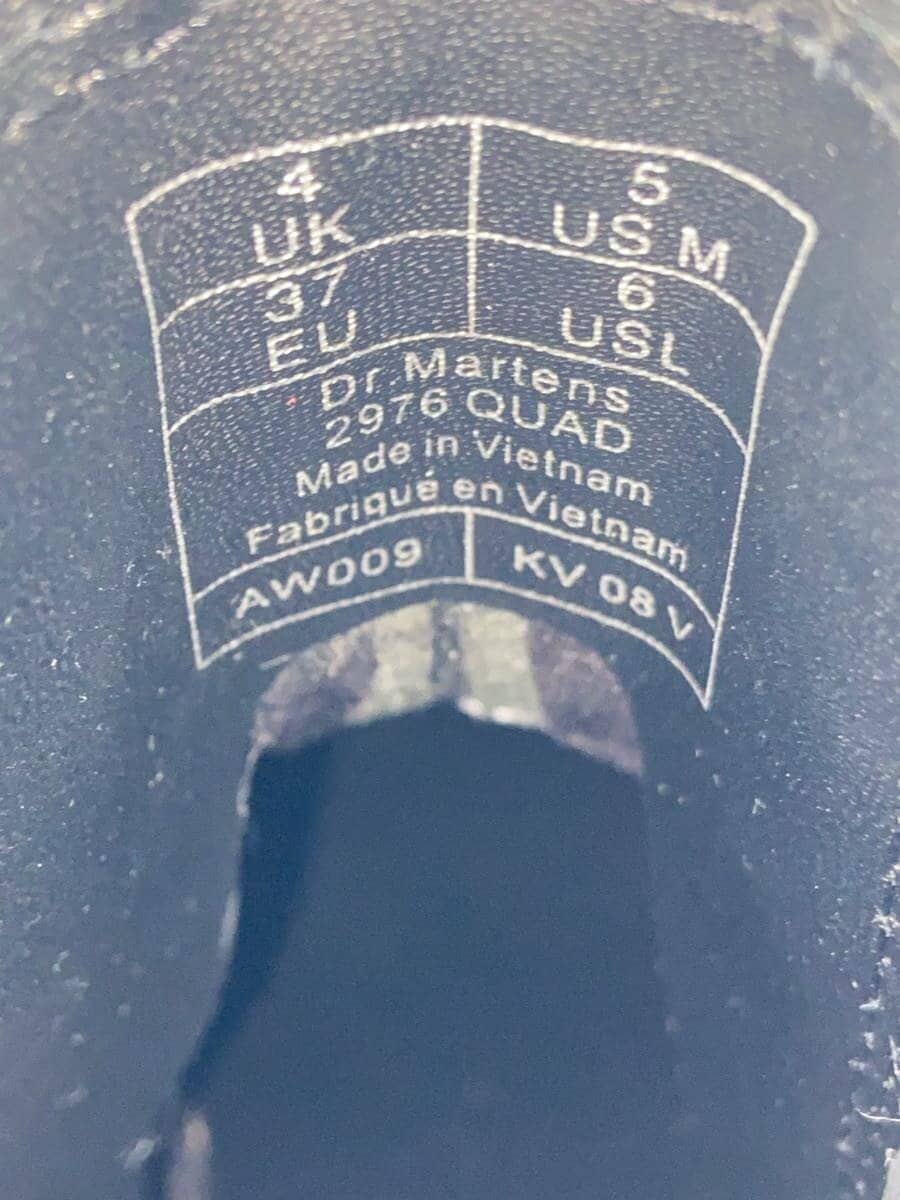 4
UK
5
US M
37
EU
6
US L
Dr. Martens
2976 QUAD
Made in Vietnam
Fabriqué en Vietnam
AW009
KV 08 V